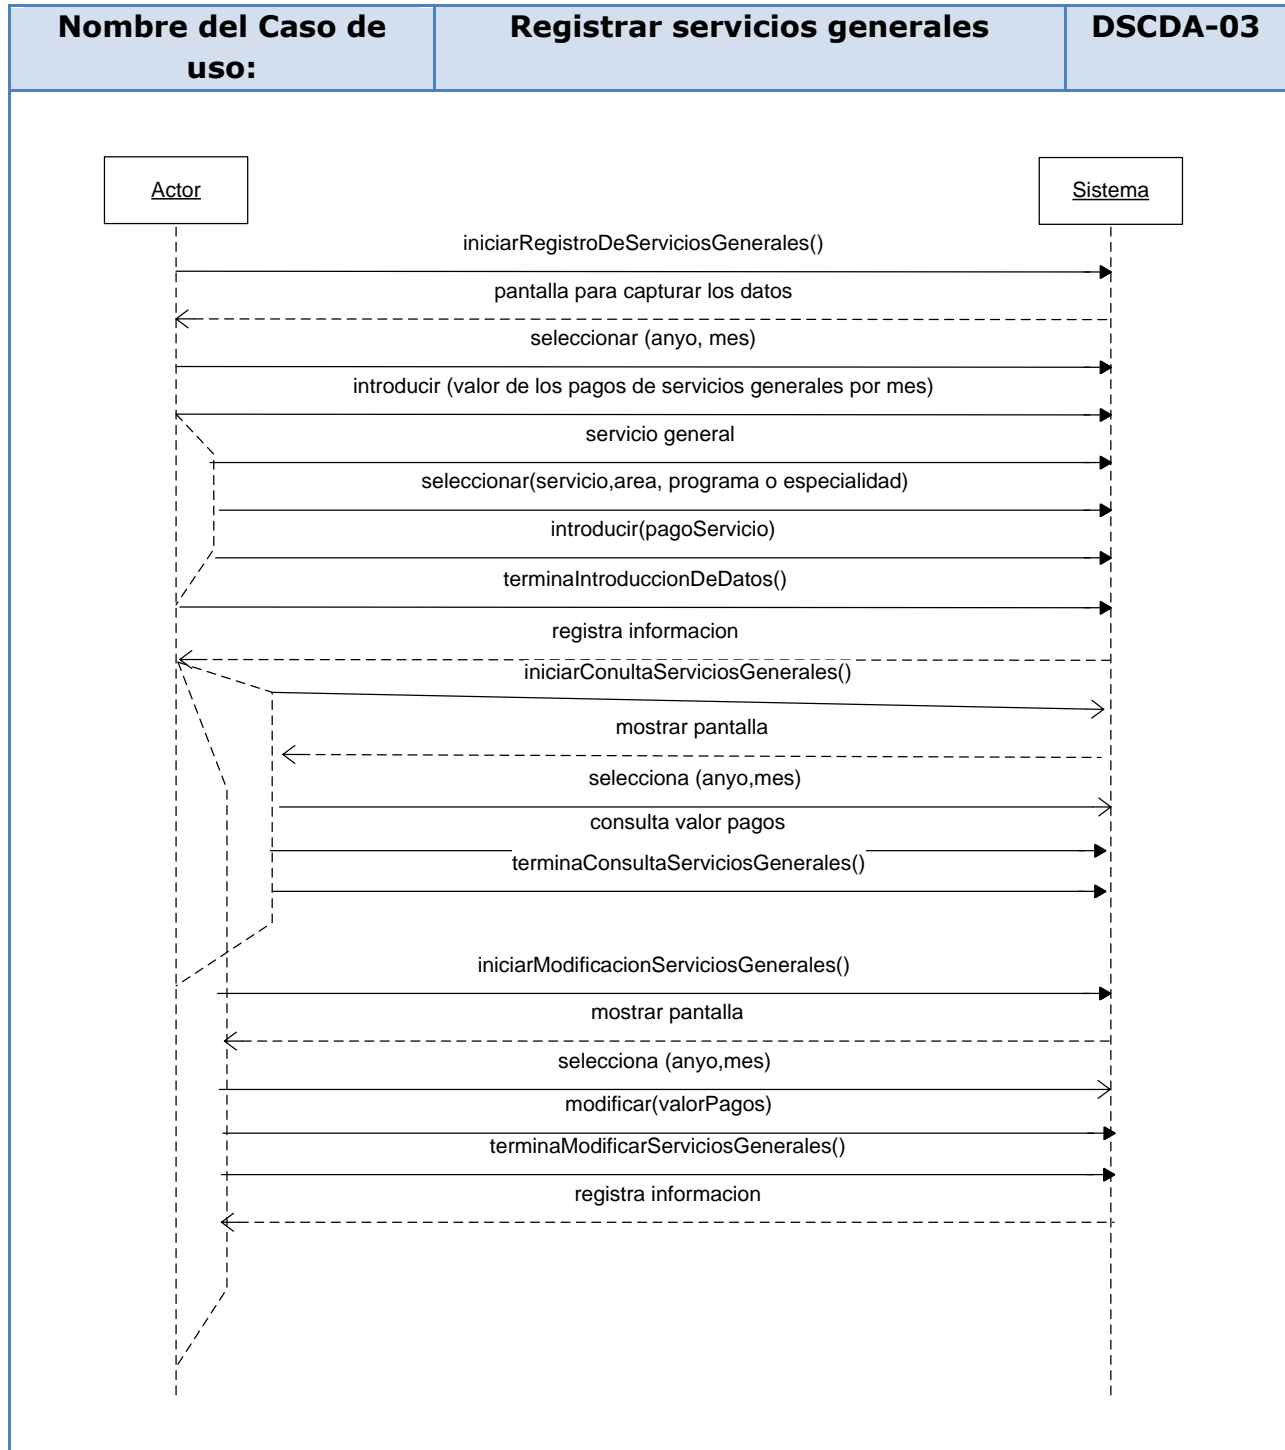 Nombre del Caso de uso:
Registrar servicios generales
DSCDA-03
Actor
Sistema
iniciarRegistroDeServiciosGenerales()
pantalla para capturar los datos
seleccionar (anyo, mes)
introducir (valor de los pagos de servicios generales por mes)
servicio general
seleccionar(servicio,area, programa o especialidad)
introducir(pagoServicio)
terminaIntroduccionDeDatos()
registra informacion
iniciarConultaServiciosGenerales()
mostrar pantalla
selecciona (anyo,mes)
consulta valor pagos
terminaConsultaServiciosGenerales()
iniciarModificacionServiciosGenerales()
mostrar pantalla
selecciona (anyo,mes)
modificar(valorPagos)
terminaModificarServiciosGenerales()
registra informacion